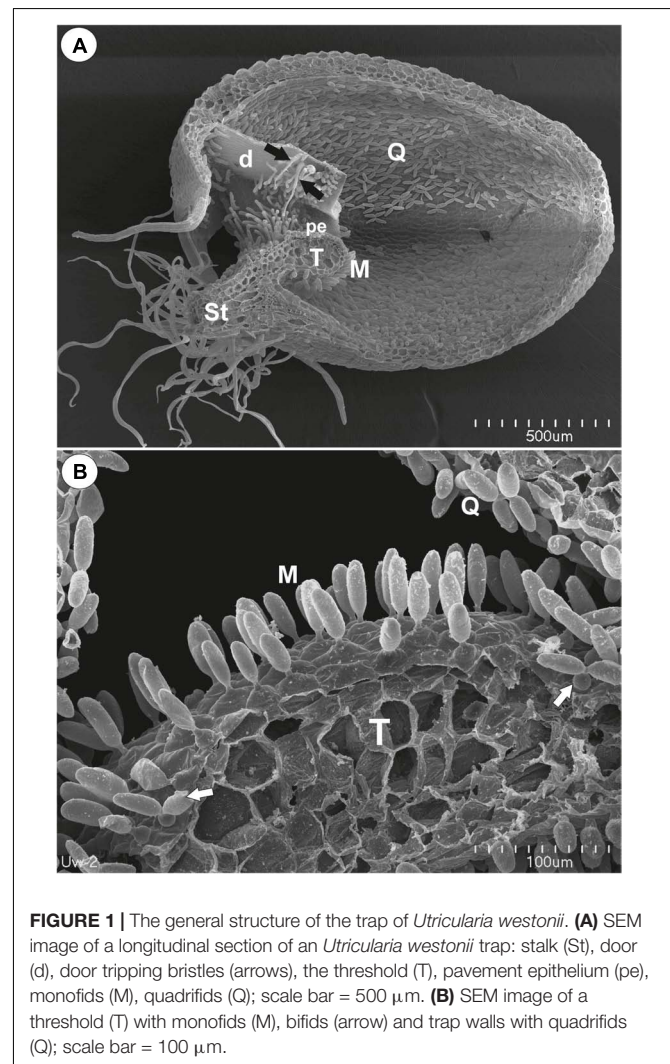 A
d
Q
pe
T
M
St
500um
B
Q
M
T
Uw-2
100um
FIGURE 1 | The general structure of the trap of Utricularia westonii. (A) SEM
image of a longitudinal section of an Utricularia westonii trap: stalk (St), door
(d), door tripping bristles (arrows), the threshold (T), pavement epithelium (pe),
monofids (M), quadrifids (Q); scale bar = 500 μm. (B) SEM image of a
threshold (T) with monofids (M), bifids (arrow) and trap walls with quadrifids
(Q); scale bar = 100 μm.